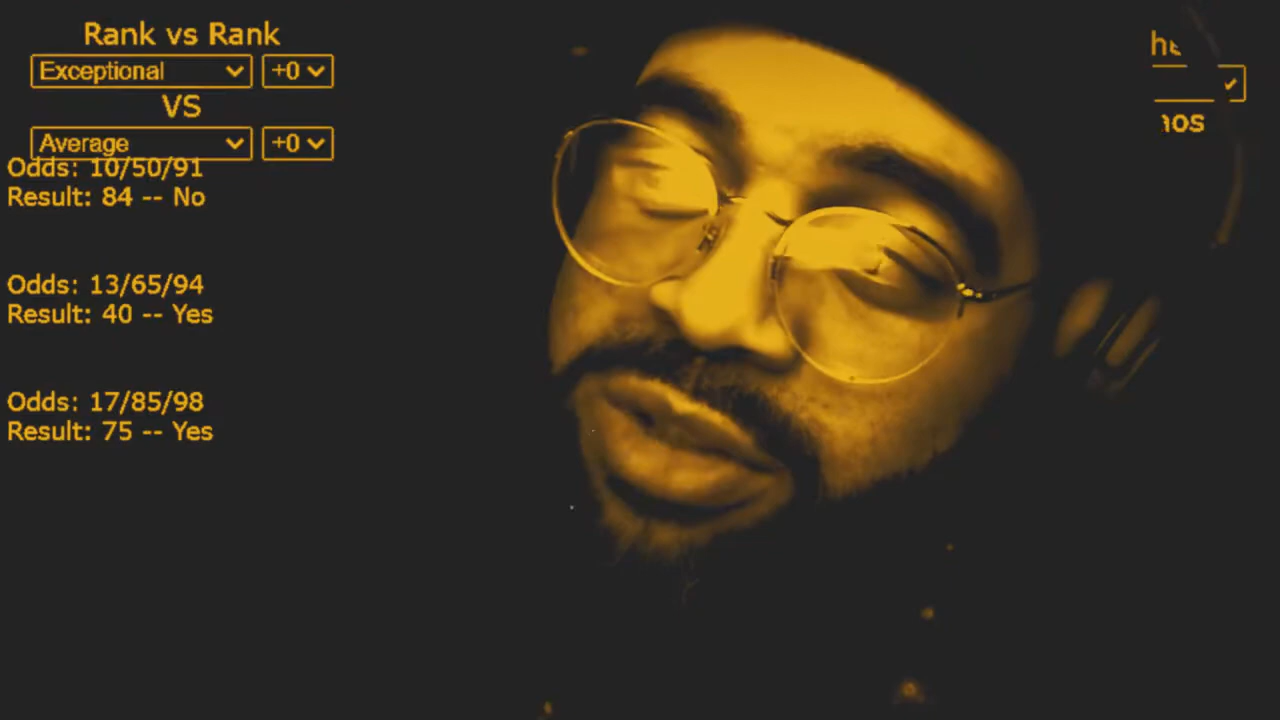 Rank vs Rank
Exceptional +0
VS
Average +0
Odds: 10/50/91
Result: 84 -- No
Odds: 13/65/94
Result: 40 -- Yes
Odds: 17/85/98
Result: 75 -- Yes